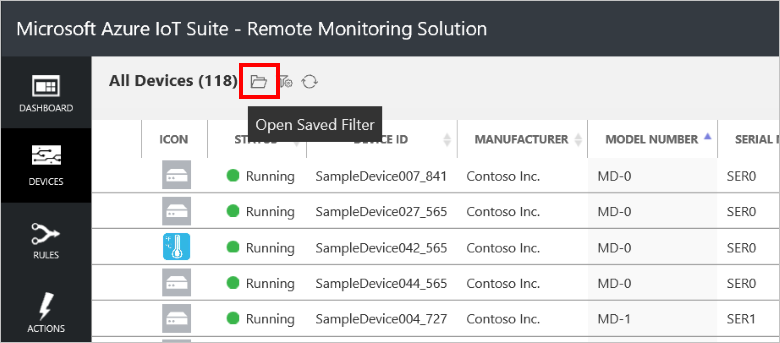 Microsoft Azure IoT Suite - Remote Monitoring Solution
DASHBOARD
DEVICES
RULES
ACTIONS
All Devices (118)
Open Saved Filter
ICON DEVICE ID MANUFACTURER MODEL NUMBER SERIAL
Running SampleDevice007_841 Contoso Inc. MD-0 SER0
Running SampleDevice027_565 Contoso Inc. MD-0 SER0
Running SampleDevice042_565 Contoso Inc. MD-0 SER0
Running SampleDevice044_565 Contoso Inc. MD-0 SER0
Running SampleDevice004_727 Contoso Inc. MD-1 SER1